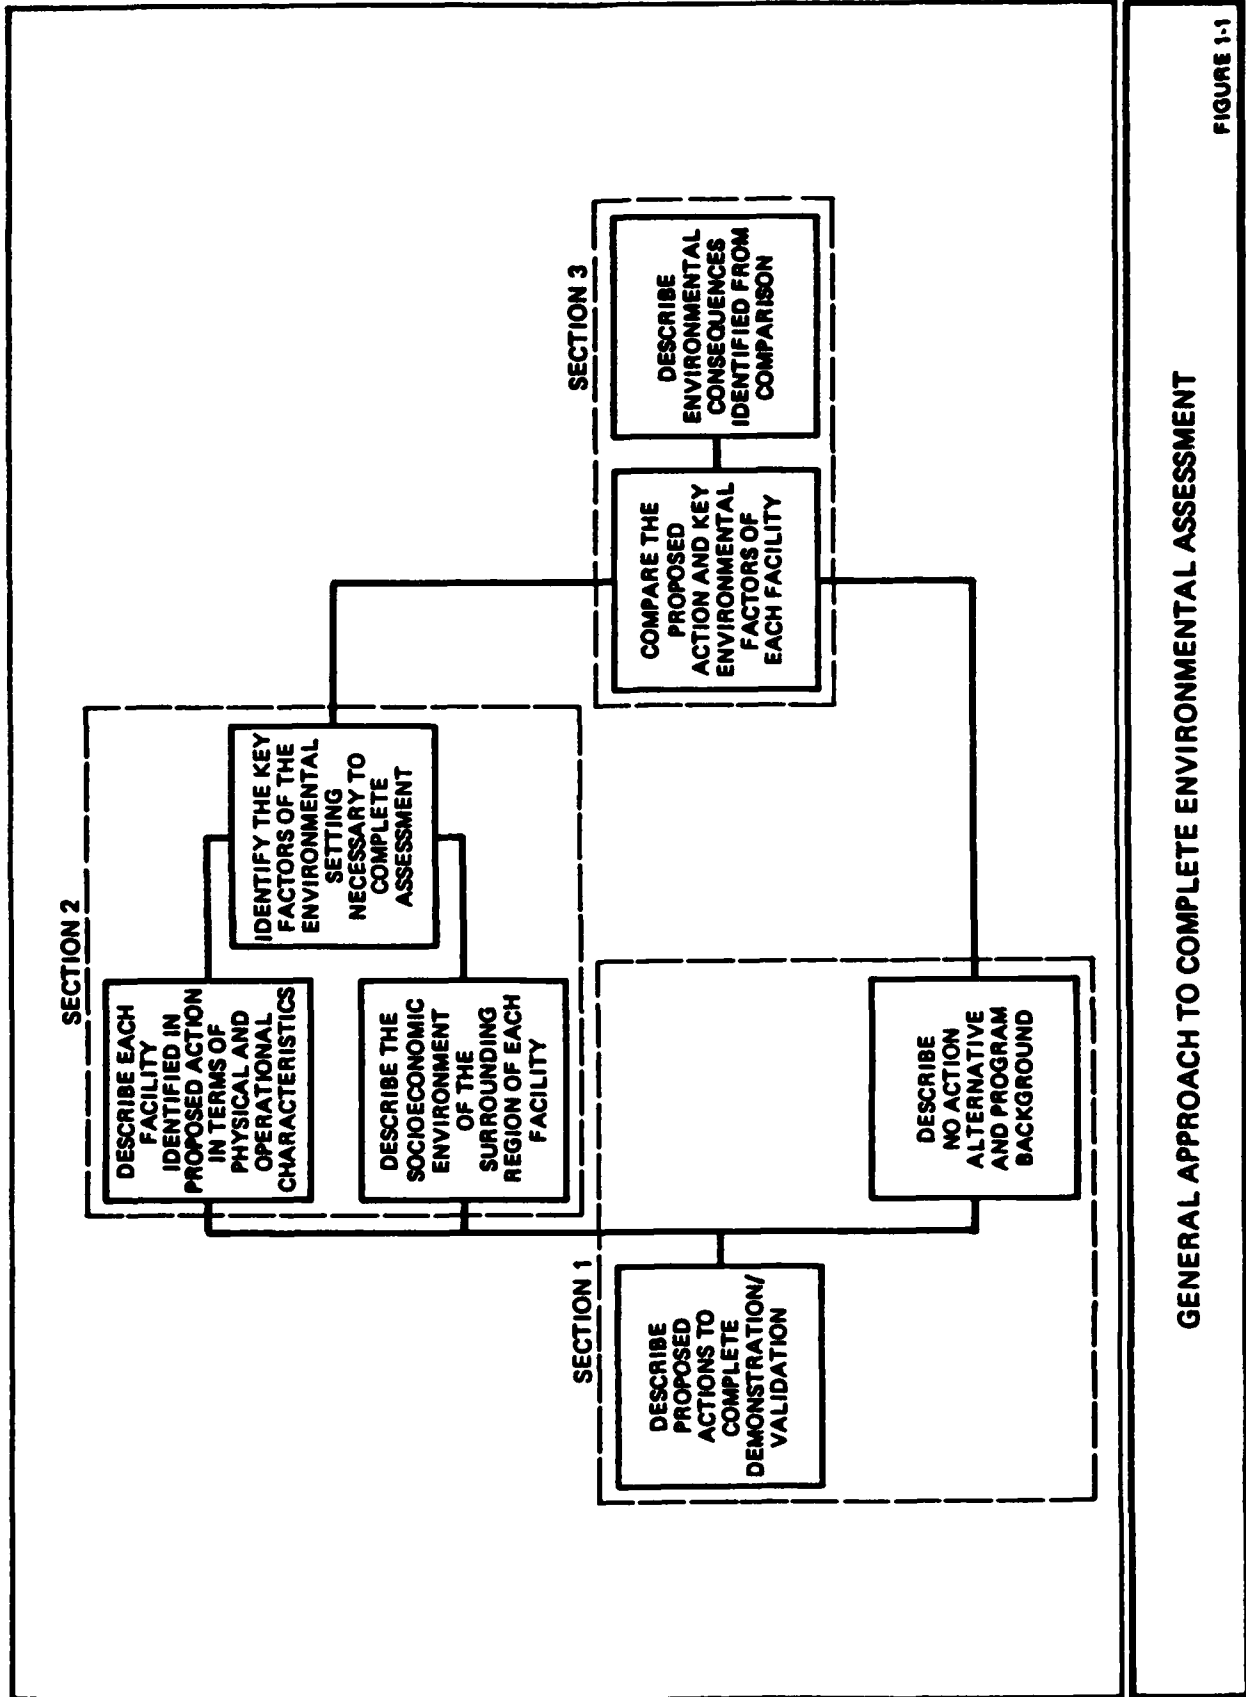 SECTION 1
DESCRIBE
PROPOSED
ACTIONS TO
COMPLETE
DEMONSTRATION/
VALIDATION
DESCRIBE
NO ACTION
ALTERNATIVE
AND PROGRAM
BACKGROUND
SECTION 2
DESCRIBE EACH
FACILITY
IDENTIFIED IN
PROPOSED ACTION
IN TERMS OF
PHYSICAL AND
OPERATIONAL
CHARACTERISTICS
DESCRIBE THE
SOCIOECONOMIC
ENVIRONMENT
OF THE
SURROUNDING
REGION OF EACH
FACILITY
IDENTIFY THE KEY
FACTORS OF THE
ENVIRONMENTAL
SETTING
NECESSARY TO
COMPLETE
ASSESSMENT
SECTION 3
COMPARE THE
PROPOSED
ACTION AND KEY
ENVIRONMENTAL
FACTORS OF
EACH FACILITY
DESCRIBE
ENVIRONMENTAL
CONSEQUENCES
IDENTIFIED FROM
COMPARISON
GENERAL APPROACH TO COMPLETE ENVIRONMENTAL ASSESSMENT
FIGURE 1-1